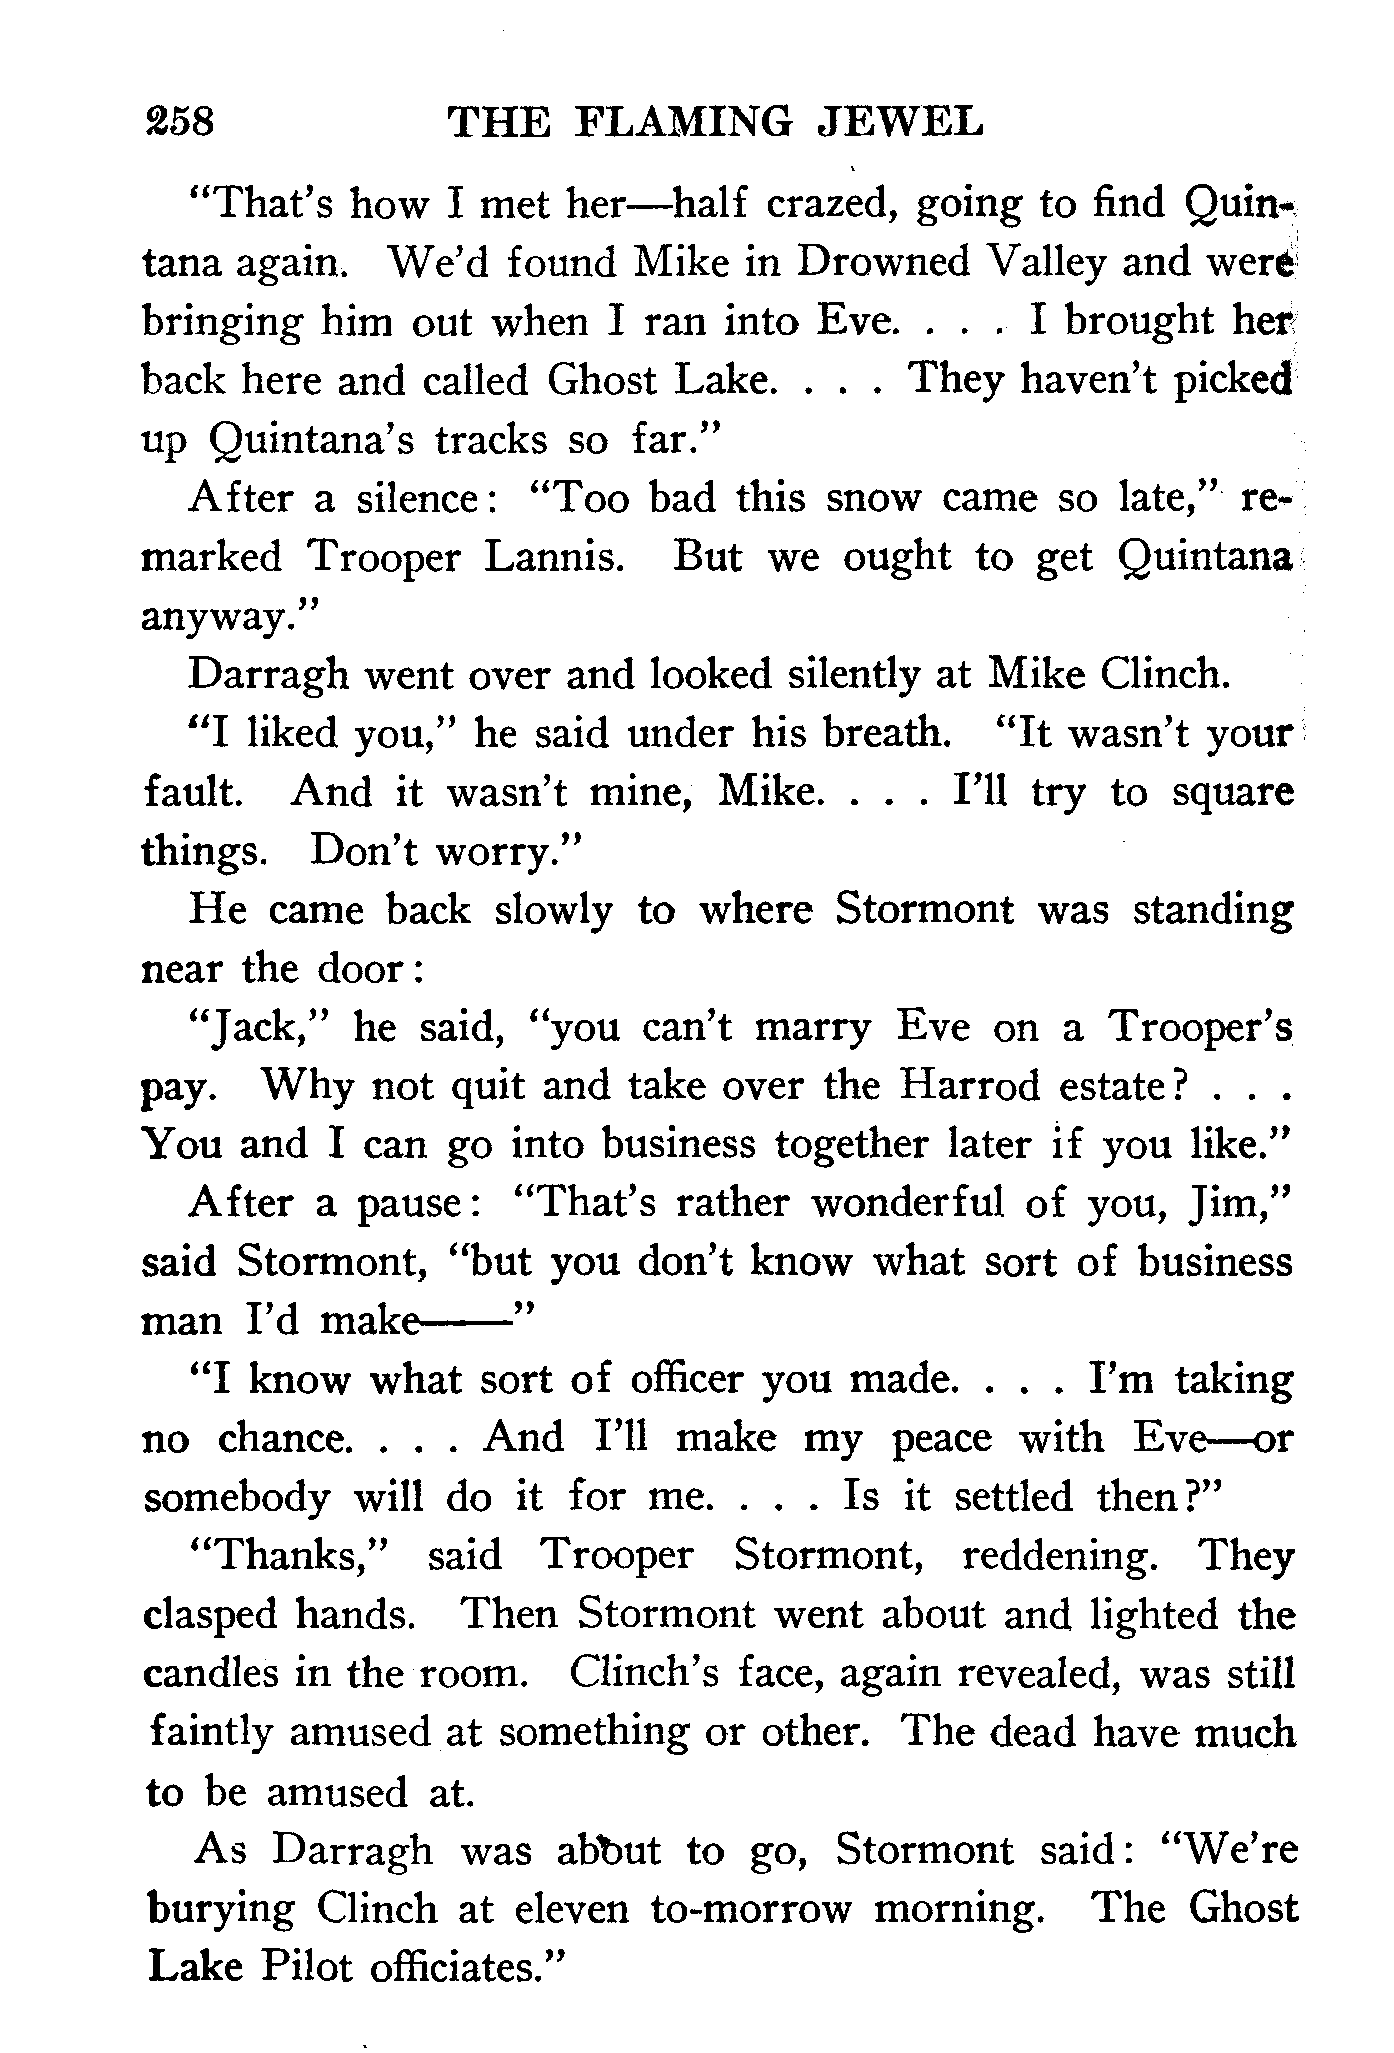 258 THE FLAMING JEWEL
"That's how I met her—half crazed, going to find Quin-
tana again. We'd found Mike in Drowned Valley and were
bringing him out when I ran into Eve. . . . I brought her
back here and called Ghost Lake. . . . They haven't picked
up Quintana's tracks so far."
After a silence: "Too bad this snow came so late," re-
marked Trooper Lannis. But we ought to get Quintana
anyway."
Darragh went over and looked silently at Mike Clinch.
"I liked you," he said under his breath. "It wasn't your
fault. And it wasn't mine, Mike. . . . I'll try to square
things. Don't worry."
He came back slowly to where Stormont was standing
near the door:
"Jack," he said, "you can't marry Eve on a Trooper's
pay. Why not quit and take over the Harrod estate? . . .
You and I can go into business together later if you like."
After a pause: "That's rather wonderful of you, Jim,"
said Stormont, "but you don't know what sort of business
man I'd make——"
"I know what sort of officer you made. . . . I'm taking
no chance. . . . And I'll make my peace with Eve—or
somebody will do it for me. . . . Is it settled then?"
"Thanks," said Trooper Stormont, reddening. They
clasped hands. Then Stormont went about and lighted the
candles in the room. Clinch's face, again revealed, was still
faintly amused at something or other. The dead have much
to be amused at.
As Darragh was about to go, Stormont said: "We're
burying Clinch at eleven to-morrow morning. The Ghost
Lake Pilot officiates."